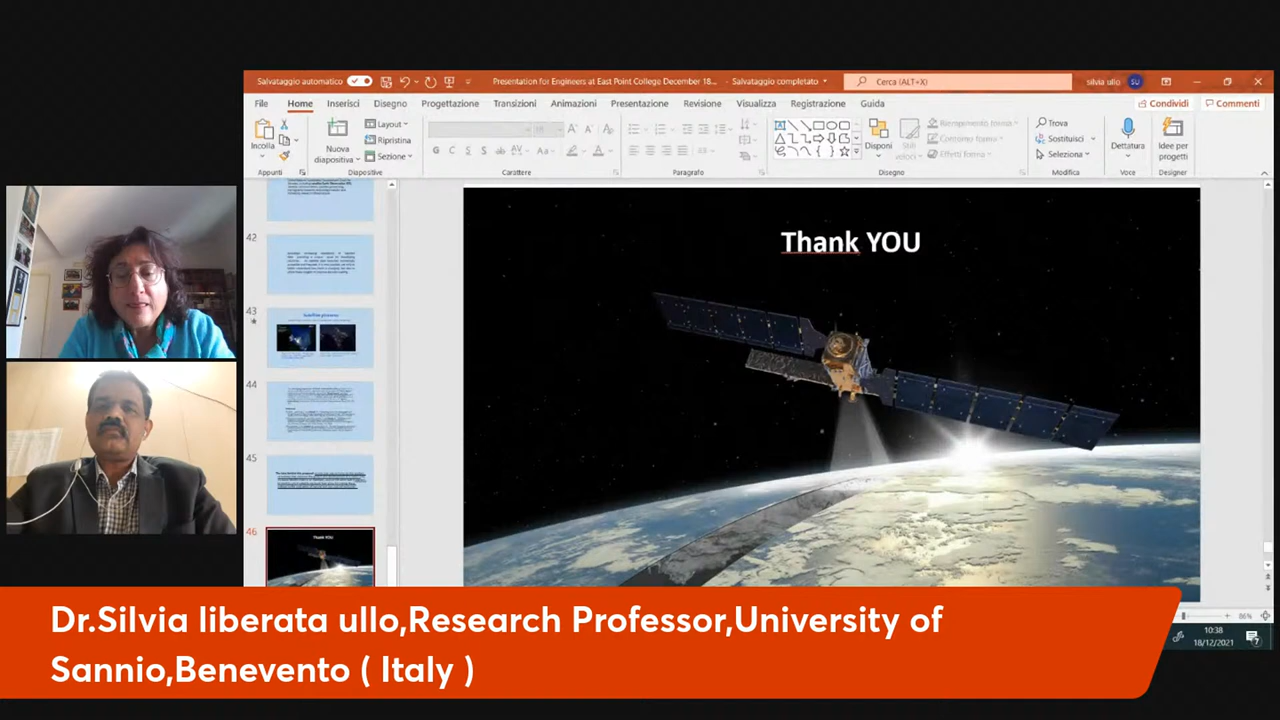 Salvataggio automatico
Presentation for Engineers at East Point College December 18... - Salvataggio completato
Cerca (ALT+X)
silvia ullo
SU
File
Home
Inserisci
Disegno
Progettazione
Transizioni
Animazioni
Presentazione
Revisione
Visualizza
Registrazione
Guida
Condividi
Commenti
Incolla
Nuova
diapositiva
Layout
Ripristina
Sezione
Disponi
Stili
veloci
Riempimento forma
Contorno forma
Effetti forma
Trova
Sostituisci
Seleziona
Dettatura
Idee per
progetti
Appunti
Diapositive
Carattere
Paragrafo
Disegno
Modifica
Voce
Designer
42
43
44
45
46
Thank YOU
Thank YOU
86%
10:38
18/12/2021
7
Dr.Silvia liberata ullo,Research Professor,University of
Sannio,Benevento ( Italy )